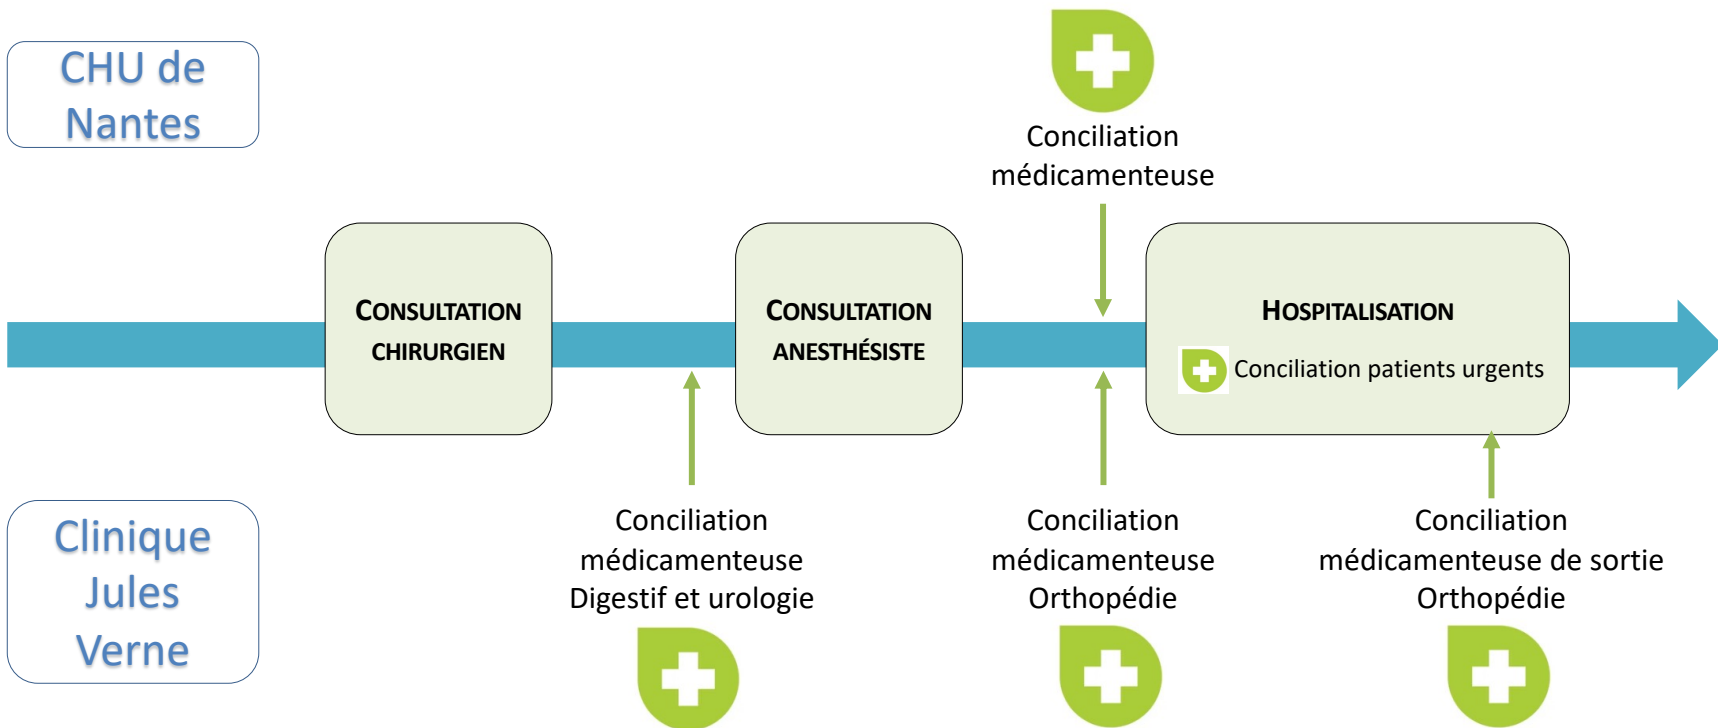 CHU de
Nantes
Conciliation
médicamenteuse
CONSULTATION
CHIRURGIEN
CONSULTATION
ANESTHÉSISTE
HOSPITALISATION
Conciliation patients urgents
Clinique
Jules
Verne
Conciliation
médicamenteuse
Digestif et urologie
Conciliation
médicamenteuse
Orthopédie
Conciliation
médicamenteuse de sortie
Orthopédie